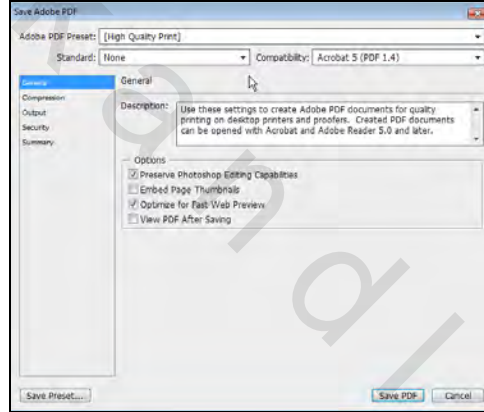 Save Adobe PDF
Adobe PDF Preset: [High Quality Print]
Standard: None Compatibility: Acrobat 5 (PDF 1.4)
General
Compression
Output
Security
Summary
General
Description: Use these settings to create Adobe PDF documents for quality
printing on desktop printers and proofers. Created PDF documents
can be opened with Acrobat and Adobe Reader 5.0 and later.
Options
Preserve Photoshop Editing Capabilities
Embed Page Thumbnails
Optimize for Fast Web Preview
View PDF After Saving
Save Preset... Save PDF Cancel